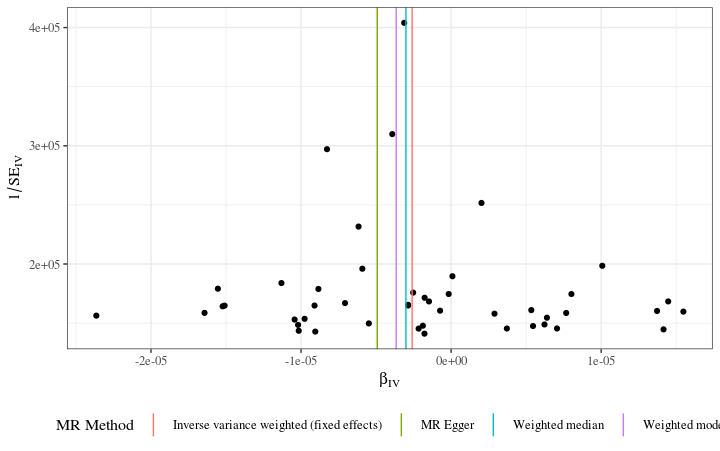 4e+05
3e+05
2e+05
1/SE_IV
-2e-05
-1e-05
0e+00
1e-05
β_IV
MR Method
Inverse variance weighted (fixed effects)
MR Egger
Weighted median
Weighted mode